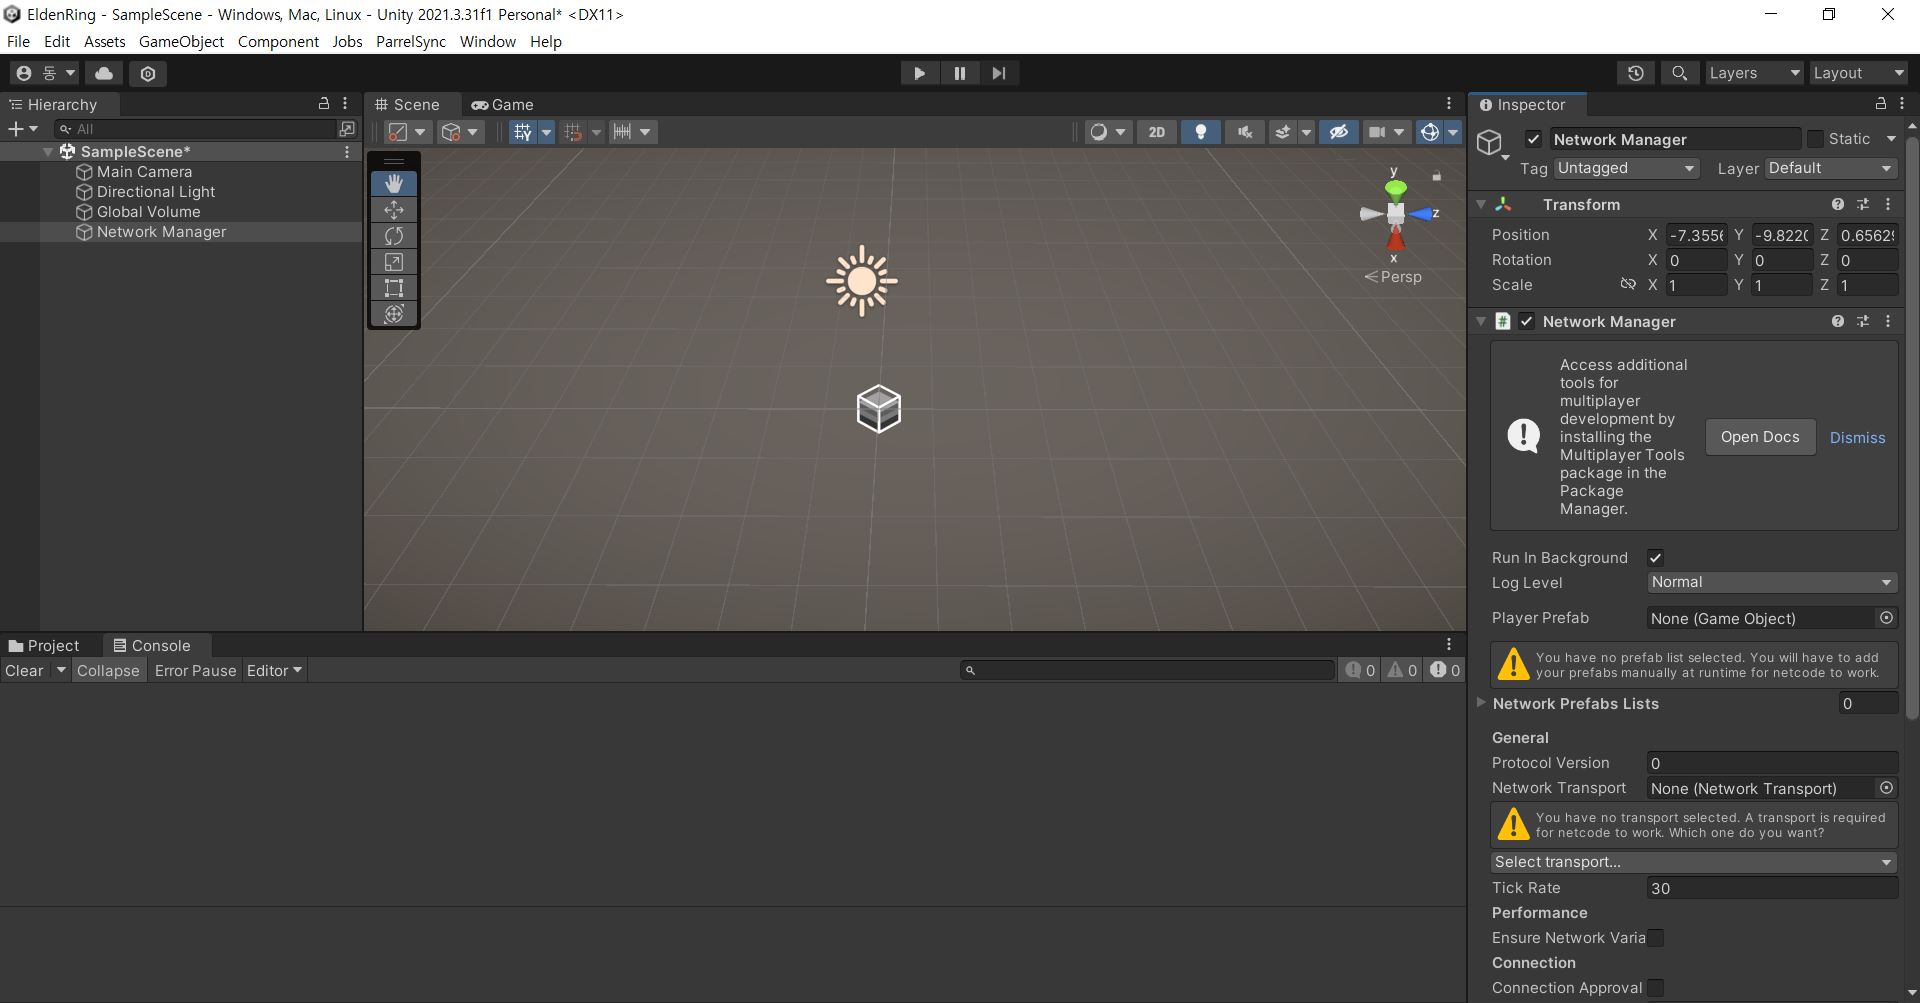 EldenRing - SampleScene - Windows, Mac, Linux - Unity 2021.3.31f1 Personal* <DX11>
File Edit Assets GameObject Component Jobs ParrelSync Window Help
동 Layers Layout
Hierarchy
All
SampleScene*
Main Camera
Directional Light
Global Volume
Network Manager
Scene Game
2D
y
z
x
Persp
Project Console
Clear Collapse Error Pause Editor
0 0 0
Inspector
Network Manager Static
Tag Untagged Layer Default
Transform
Position X -7.3556 Y -9.8220 Z 0.65629
Rotation X 0 Y 0 Z 0
Scale X 1 Y 1 Z 1
Network Manager
Access additional
tools for
multiplayer
development by
installing the
Multiplayer Tools
package in the
Package
Manager.
Open Docs Dismiss
Run In Background
Log Level Normal
Player Prefab None (Game Object)
You have no prefab list selected. You will have to add
your prefabs manually at runtime for netcode to work.
Network Prefabs Lists 0
General
Protocol Version 0
Network Transport None (Network Transport)
You have no transport selected. A transport is required
for netcode to work. Which one do you want?
Select transport...
Tick Rate 30
Performance
Ensure Network Varia
Connection
Connection Approval